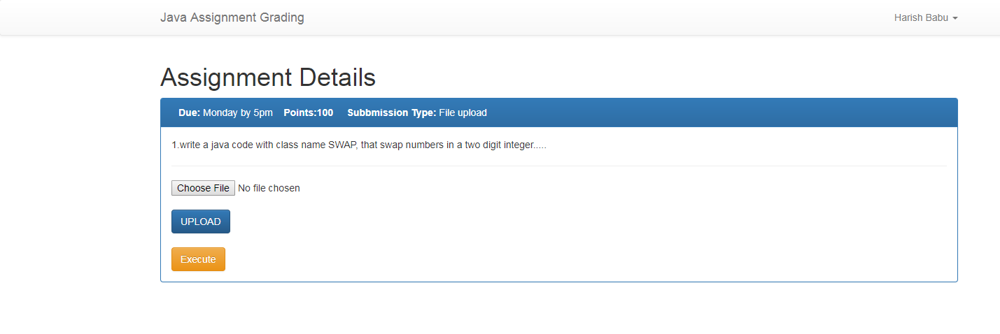 Java Assignment Grading
Harish Babu
Assignment Details
Due: Monday by 5pm Points:100 Subbmission Type: File upload
1.write a java code with class name SWAP, that swap numbers in a two digit integer.....
Choose File No file chosen
UPLOAD
Execute